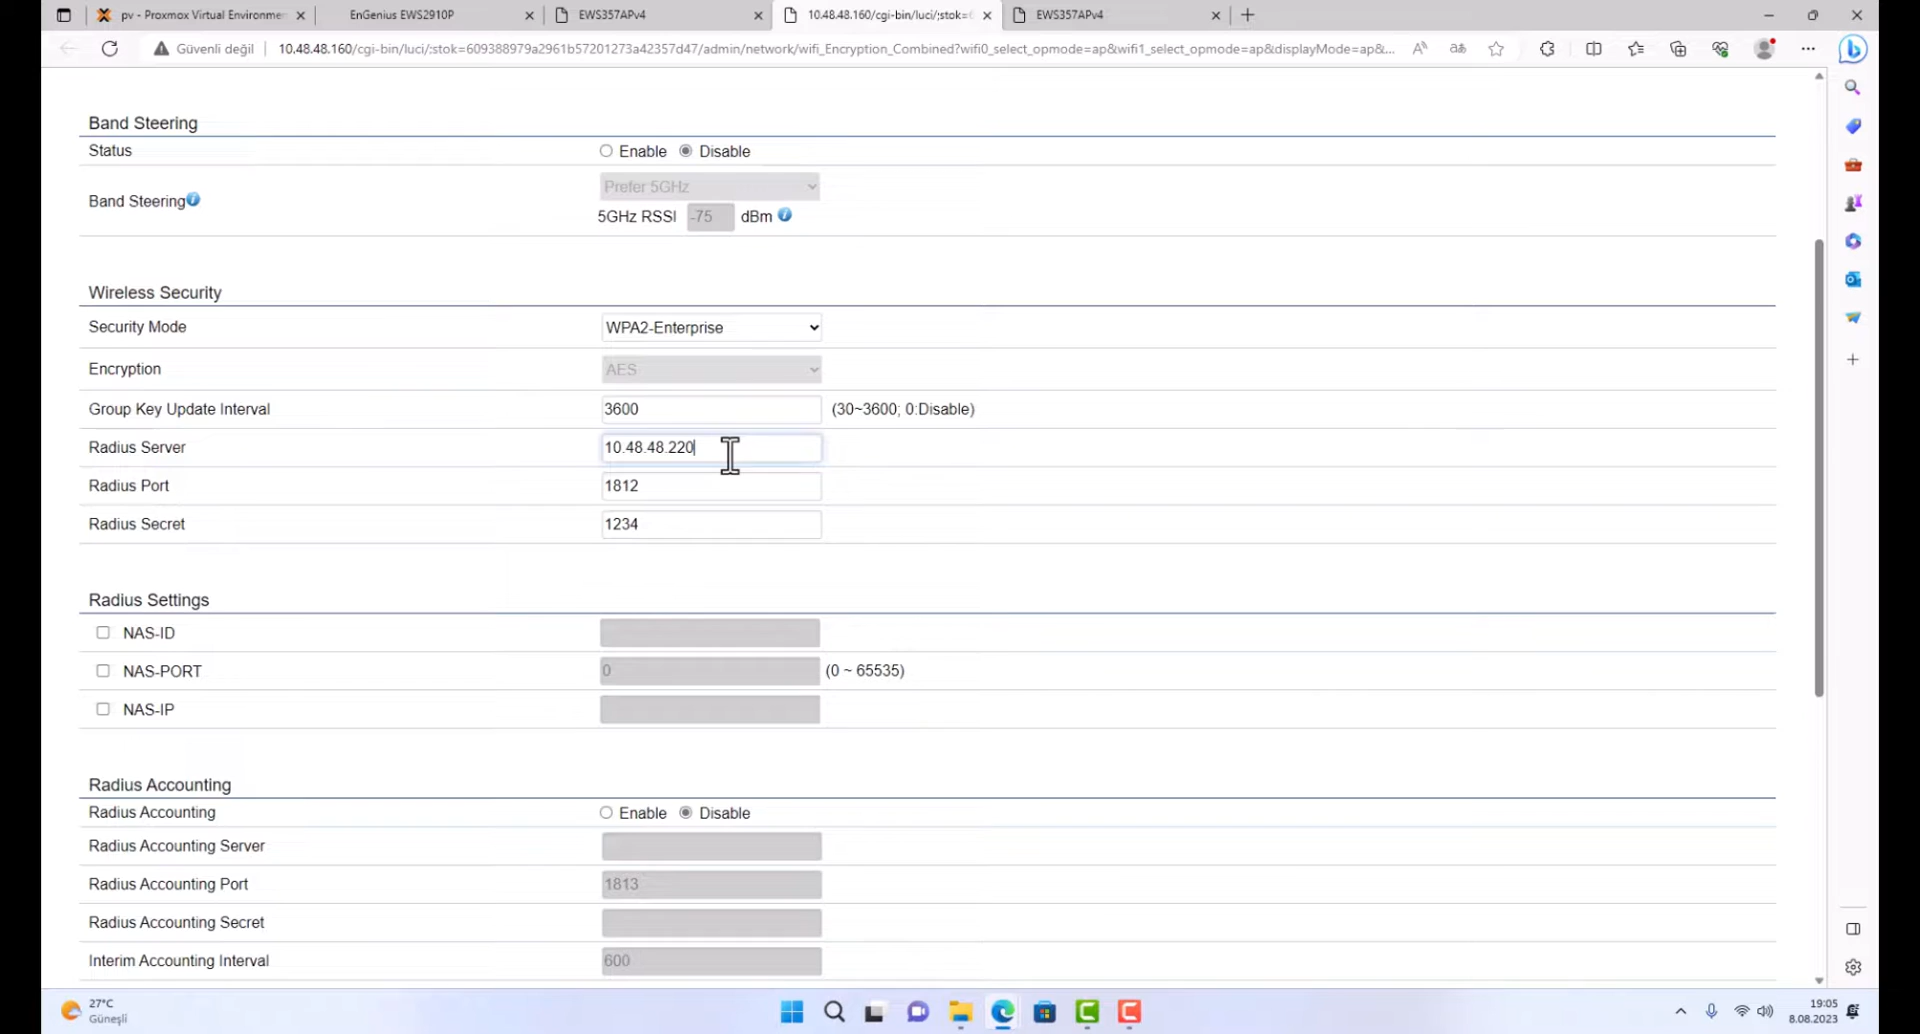 pv - Proxmox Virtual Environme
EnGenius EWS2910P
EWS357APv4
10.48.48.160/cgi-bin/luci/;stok=6
EWS357APv4
Güvenli değil
10.48.48.160/cgi-bin/luci/;stok=609388979a2961b57201273a42357d47/admin/network/wifi_Encryption_Combined?wifi0_select_opmode=ap&wifi1_select_opmode=ap&displayMode=ap&...
Band Steering
Status
Enable
Disable
Band Steering
Prefer 5GHz
5GHz RSSI
-75
dBm
Wireless Security
Security Mode
WPA2-Enterprise
Encryption
AES
Group Key Update Interval
3600
(30~3600; 0:Disable)
Radius Server
10.48.48.220
Radius Port
1812
Radius Secret
1234
Radius Settings
NAS-ID
NAS-PORT
0
(0 ~ 65535)
NAS-IP
Radius Accounting
Radius Accounting
Enable
Disable
Radius Accounting Server
Radius Accounting Port
1813
Radius Accounting Secret
Interim Accounting Interval
600
27°C
Güneşli
19:05
8.08.2023